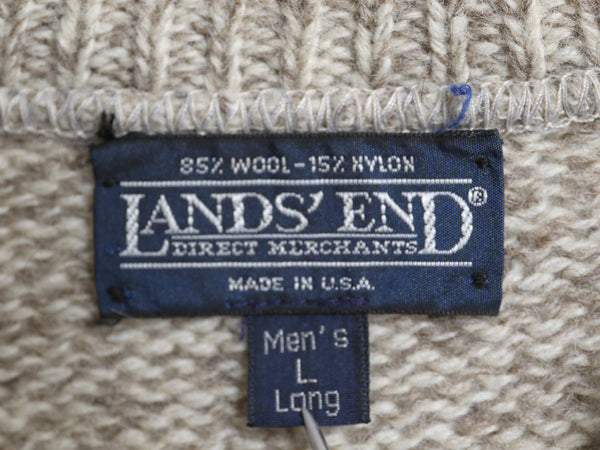 85% WOOL-15% NYLON
LANDS' END®
DIRECT MERCHANTS
MADE IN U.S.A.
Men's
L
Long